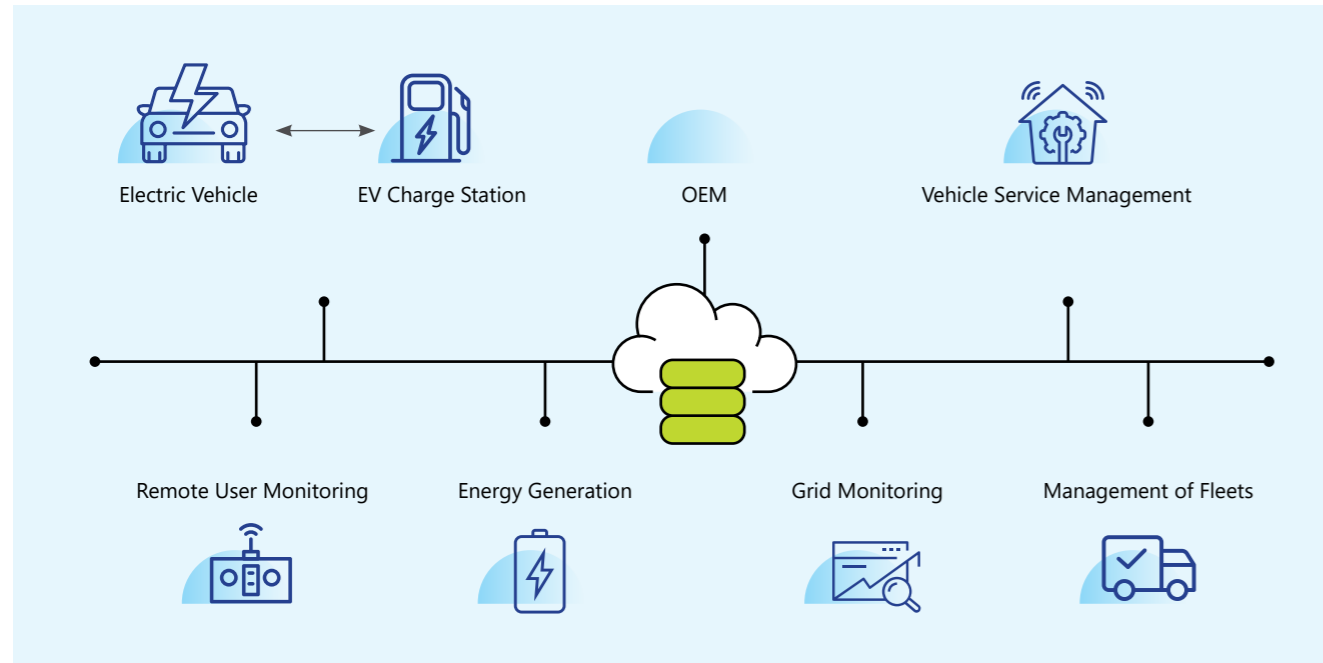 Electric Vehicle
EV Charge Station
OEM
Vehicle Service Management
Remote User Monitoring
Energy Generation
Grid Monitoring
Management of Fleets